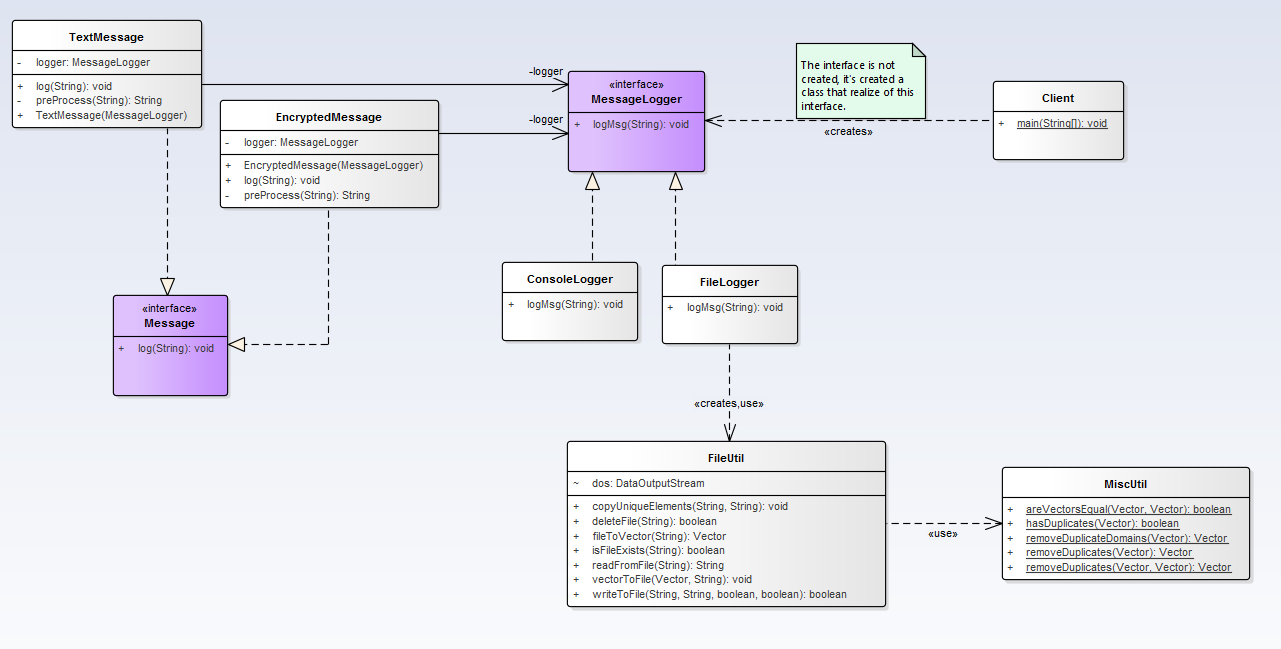 TextMessage
- logger: MessageLogger
+ log(String): void
- preProcess(String): String
+ TextMessage(MessageLogger)
-logger
EncryptedMessage
- logger: MessageLogger
+ EncryptedMessage(MessageLogger)
+ log(String): void
- preProcess(String): String
-logger
«interface»
MessageLogger
+ logMsg(String): void
The interface is not
created, it's created a
class that realize of this
interface.
«creates»
Client
+ main(String[]): void
«interface»
Message
+ log(String): void
ConsoleLogger
+ logMsg(String): void
FileLogger
+ logMsg(String): void
«creates,use»
FileUtil
~ dos: DataOutputStream
+ copyUniqueElements(String, String): void
+ deleteFile(String): boolean
+ fileToVector(String): Vector
+ isFileExists(String): boolean
+ readFromFile(String): String
+ vectorToFile(Vector, String): void
+ writeToFile(String, String, boolean, boolean): boolean
«use»
MiscUtil
+ areVectorsEqual(Vector, Vector): boolean
+ hasDuplicates(Vector): boolean
+ removeDuplicateDomains(Vector): Vector
+ removeDuplicates(Vector): Vector
+ removeDuplicates(Vector, Vector): Vector